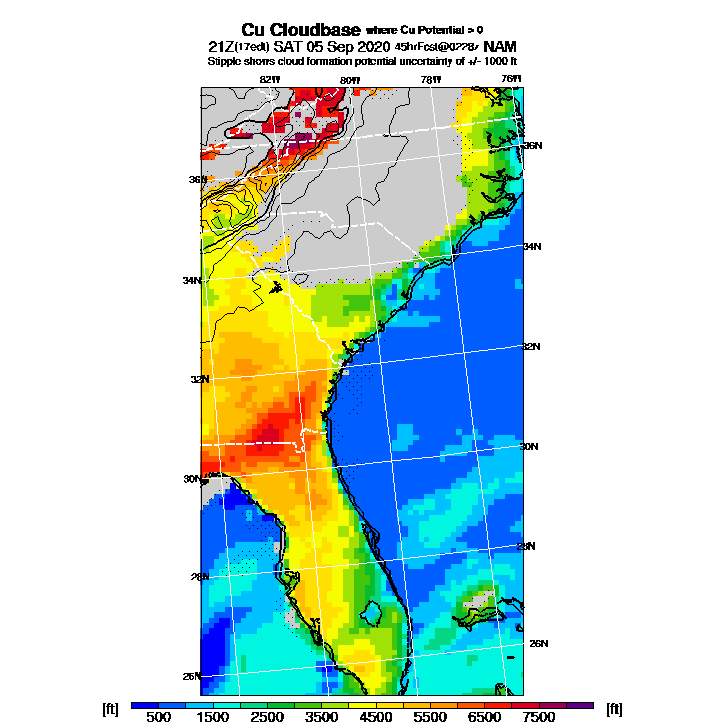 Cu Cloudbase where Cu Potential > 0
21Z(17edt) SAT 05 Sep 2020 45hrFcst@0228z NAM
Stipple shows cloud formation potential uncertainty of +/- 1000 ft
82W 80W 78W 76W
36N
36N
34N
34N
32N
32N
30N
30N
28N
28N
26N
26N
[ft] 500 1500 2500 3500 4500 5500 6500 7500 [ft]